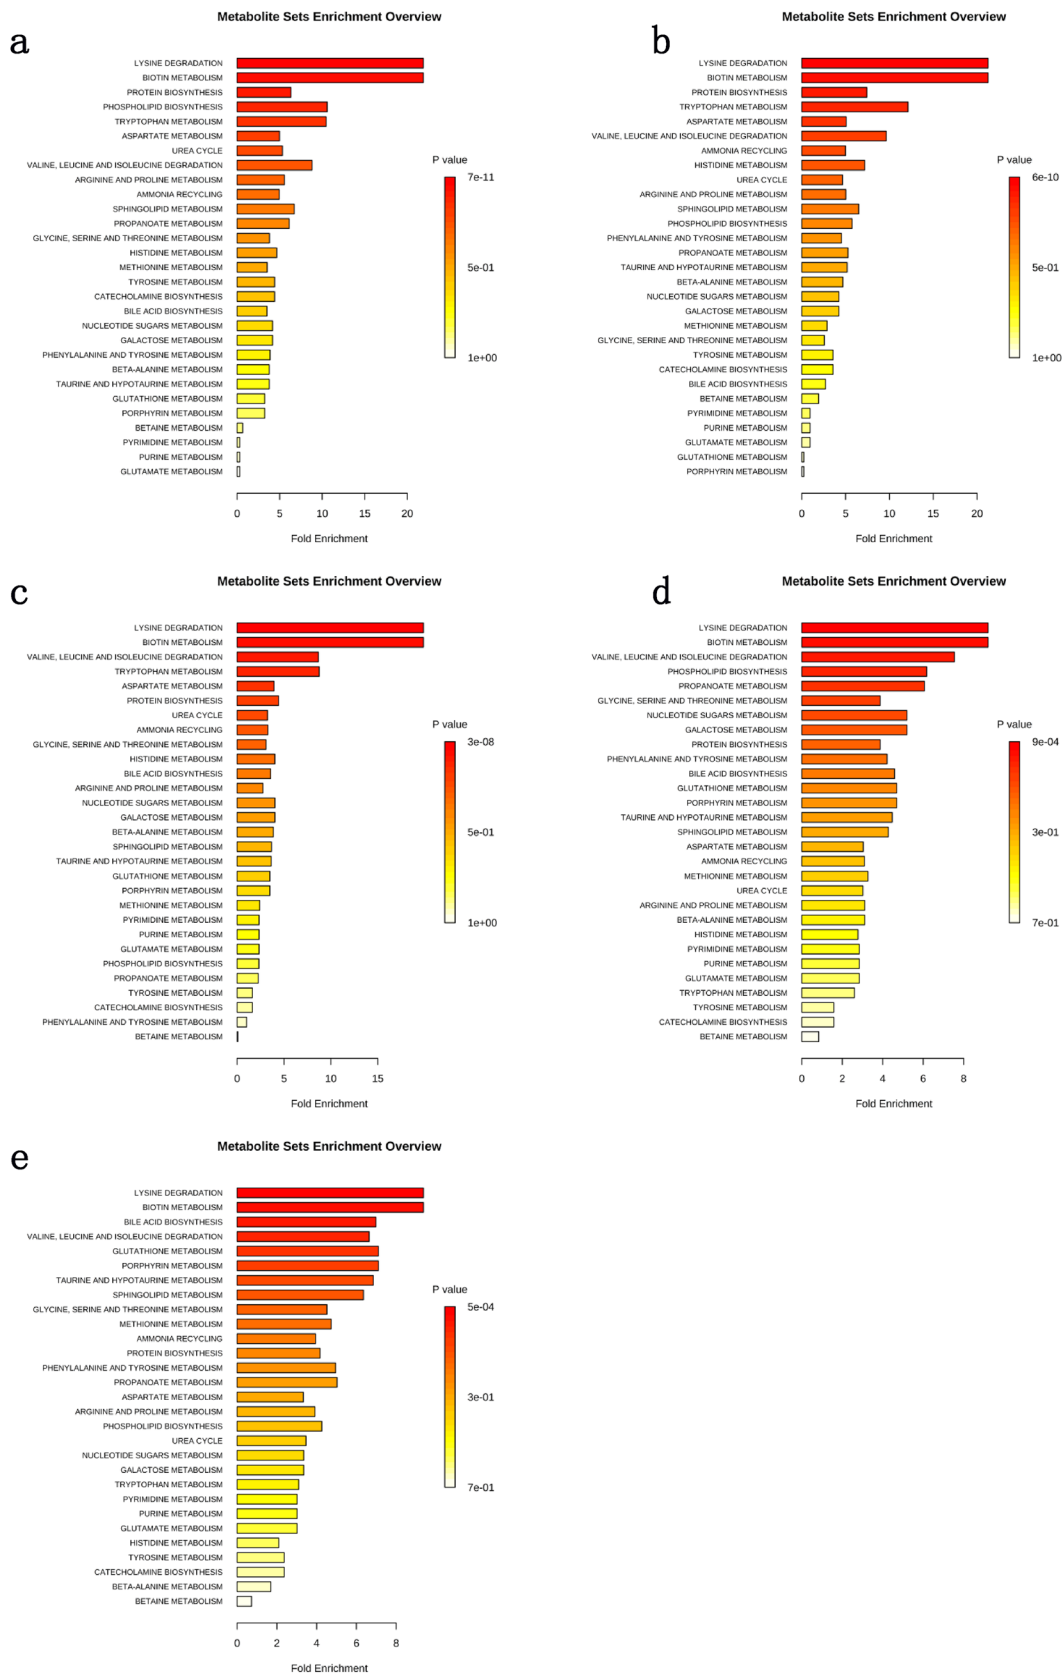 a
Metabolite Sets Enrichment Overview
LYSINE DEGRADATION
BIOTIN METABOLISM
PROTEIN BIOSYNTHESIS
PHOSPHOLIPID BIOSYNTHESIS
TRYPTOPHAN METABOLISM
ASPARTATE METABOLISM
UREA CYCLE
VALINE, LEUCINE AND ISOLEUCINE DEGRADATION
ARGININE AND PROLINE METABOLISM
AMMONIA RECYCLING
SPHINGOLIPID METABOLISM
PROPANOATE METABOLISM
GLYCINE, SERINE AND THREONINE METABOLISM
HISTIDINE METABOLISM
METHIONINE METABOLISM
TYROSINE METABOLISM
CATECHOLAMINE BIOSYNTHESIS
BILE ACID BIOSYNTHESIS
NUCLEOTIDE SUGARS METABOLISM
GALACTOSE METABOLISM
PHENYLALANINE AND TYROSINE METABOLISM
BETA-ALANINE METABOLISM
TAURINE AND HYPOTAURINE METABOLISM
GLUTATHIONE METABOLISM
PORPHYRIN METABOLISM
BETAINE METABOLISM
PYRIMIDINE METABOLISM
PURINE METABOLISM
GLUTAMATE METABOLISM
0 5 10 15 20
Fold Enrichment
P value
7e-11
5e-01
1e+00
b
Metabolite Sets Enrichment Overview
LYSINE DEGRADATION
BIOTIN METABOLISM
PROTEIN BIOSYNTHESIS
TRYPTOPHAN METABOLISM
ASPARTATE METABOLISM
VALINE, LEUCINE AND ISOLEUCINE DEGRADATION
AMMONIA RECYCLING
HISTIDINE METABOLISM
UREA CYCLE
ARGININE AND PROLINE METABOLISM
SPHINGOLIPID METABOLISM
PHOSPHOLIPID BIOSYNTHESIS
PHENYLALANINE AND TYROSINE METABOLISM
PROPANOATE METABOLISM
TAURINE AND HYPOTAURINE METABOLISM
BETA-ALANINE METABOLISM
NUCLEOTIDE SUGARS METABOLISM
GALACTOSE METABOLISM
METHIONINE METABOLISM
GLYCINE, SERINE AND THREONINE METABOLISM
TYROSINE METABOLISM
CATECHOLAMINE BIOSYNTHESIS
BILE ACID BIOSYNTHESIS
BETAINE METABOLISM
PYRIMIDINE METABOLISM
PURINE METABOLISM
GLUTAMATE METABOLISM
GLUTATHIONE METABOLISM
PORPHYRIN METABOLISM
0 5 10 15 20
Fold Enrichment
P value
6e-10
5e-01
1e+00
c
Metabolite Sets Enrichment Overview
LYSINE DEGRADATION
BIOTIN METABOLISM
VALINE, LEUCINE AND ISOLEUCINE DEGRADATION
TRYPTOPHAN METABOLISM
ASPARTATE METABOLISM
PROTEIN BIOSYNTHESIS
UREA CYCLE
AMMONIA RECYCLING
GLYCINE, SERINE AND THREONINE METABOLISM
HISTIDINE METABOLISM
BILE ACID BIOSYNTHESIS
ARGININE AND PROLINE METABOLISM
NUCLEOTIDE SUGARS METABOLISM
GALACTOSE METABOLISM
BETA-ALANINE METABOLISM
SPHINGOLIPID METABOLISM
TAURINE AND HYPOTAURINE METABOLISM
GLUTATHIONE METABOLISM
PORPHYRIN METABOLISM
METHIONINE METABOLISM
PYRIMIDINE METABOLISM
PURINE METABOLISM
GLUTAMATE METABOLISM
PHOSPHOLIPID BIOSYNTHESIS
PROPANOATE METABOLISM
TYROSINE METABOLISM
CATECHOLAMINE BIOSYNTHESIS
PHENYLALANINE AND TYROSINE METABOLISM
BETAINE METABOLISM
0 5 10 15
Fold Enrichment
P value
3e-08
5e-01
1e+00
d
Metabolite Sets Enrichment Overview
LYSINE DEGRADATION
BIOTIN METABOLISM
VALINE, LEUCINE AND ISOLEUCINE DEGRADATION
PHOSPHOLIPID BIOSYNTHESIS
PROPANOATE METABOLISM
GLYCINE, SERINE AND THREONINE METABOLISM
NUCLEOTIDE SUGARS METABOLISM
GALACTOSE METABOLISM
PROTEIN BIOSYNTHESIS
PHENYLALANINE AND TYROSINE METABOLISM
BILE ACID BIOSYNTHESIS
GLUTATHIONE METABOLISM
PORPHYRIN METABOLISM
TAURINE AND HYPOTAURINE METABOLISM
SPHINGOLIPID METABOLISM
ASPARTATE METABOLISM
AMMONIA RECYCLING
METHIONINE METABOLISM
UREA CYCLE
ARGININE AND PROLINE METABOLISM
BETA-ALANINE METABOLISM
HISTIDINE METABOLISM
PYRIMIDINE METABOLISM
PURINE METABOLISM
GLUTAMATE METABOLISM
TRYPTOPHAN METABOLISM
TYROSINE METABOLISM
CATECHOLAMINE BIOSYNTHESIS
BETAINE METABOLISM
0 2 4 6 8
Fold Enrichment
P value
9e-04
3e-01
7e-01
e
Metabolite Sets Enrichment Overview
LYSINE DEGRADATION
BIOTIN METABOLISM
BILE ACID BIOSYNTHESIS
VALINE, LEUCINE AND ISOLEUCINE DEGRADATION
GLUTATHIONE METABOLISM
PORPHYRIN METABOLISM
TAURINE AND HYPOTAURINE METABOLISM
SPHINGOLIPID METABOLISM
GLYCINE, SERINE AND THREONINE METABOLISM
METHIONINE METABOLISM
AMMONIA RECYCLING
PROTEIN BIOSYNTHESIS
PHENYLALANINE AND TYROSINE METABOLISM
PROPANOATE METABOLISM
ASPARTATE METABOLISM
ARGININE AND PROLINE METABOLISM
PHOSPHOLIPID BIOSYNTHESIS
UREA CYCLE
NUCLEOTIDE SUGARS METABOLISM
GALACTOSE METABOLISM
TRYPTOPHAN METABOLISM
PYRIMIDINE METABOLISM
PURINE METABOLISM
GLUTAMATE METABOLISM
HISTIDINE METABOLISM
TYROSINE METABOLISM
CATECHOLAMINE BIOSYNTHESIS
BETA-ALANINE METABOLISM
BETAINE METABOLISM
0 2 4 6 8
Fold Enrichment
P value
5e-04
3e-01
7e-01